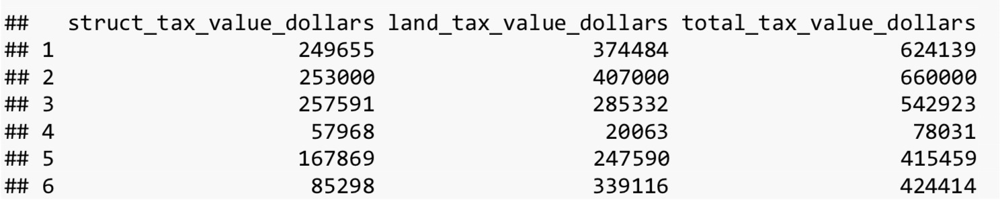 ##   struct_tax_value_dollars land_tax_value_dollars total_tax_value_dollars
## 1                   249655                 374484                  624139
## 2                   253000                 407000                  660000
## 3                   257591                 285332                  542923
## 4                    57968                  20063                   78031
## 5                   167869                 247590                  415459
## 6                    85298                 339116                  424414